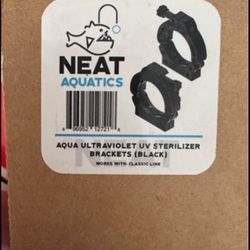 NEAT
AQUATICS
AQUA ULTRAVIOLET UV STERILIZER
BRACKETS (BLACK)
WORKS WITH CLASSIC LINE